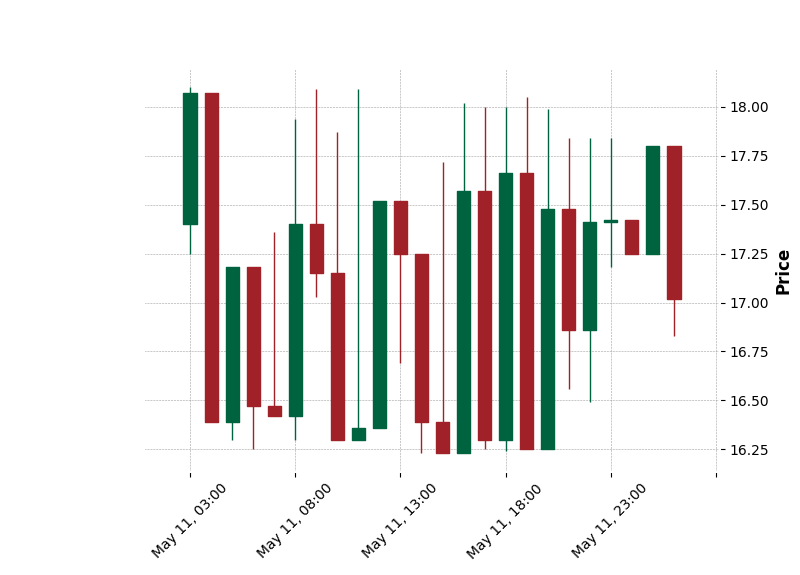 18.00
17.75
17.50
17.25
17.00
16.75
16.50
16.25
Price
May 11, 03:00
May 11, 08:00
May 11, 13:00
May 11, 18:00
May 11, 23:00